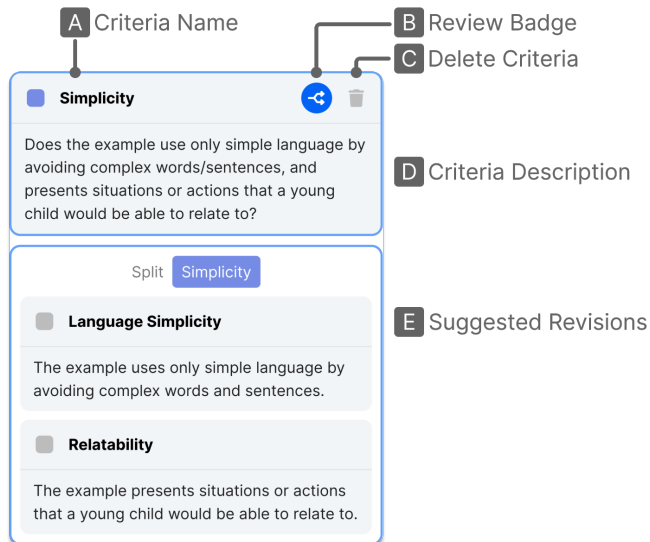 A Criteria Name
B Review Badge
C Delete Criteria
Simplicity
Does the example use only simple language by
avoiding complex words/sentences, and
presents situations or actions that a young
child would be able to relate to?
D Criteria Description
Split Simplicity
Language Simplicity
E Suggested Revisions
The example uses only simple language by
avoiding complex words and sentences.
Relatability
The example presents situations or actions
that a young child would be able to relate to.